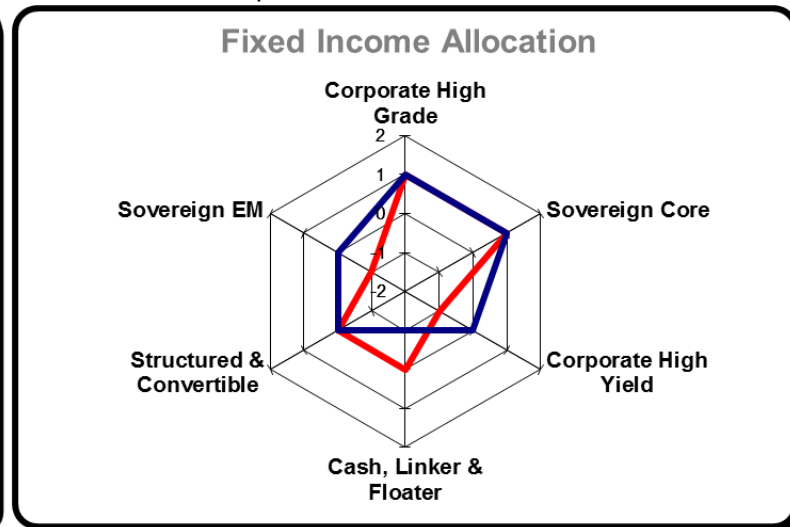 Fixed Income Allocation
Corporate High
Grade
2
1
Sovereign EM
0
Sovereign Core
-1
-2
Structured &
Convertible
Corporate High
Yield
Cash, Linker &
Floater